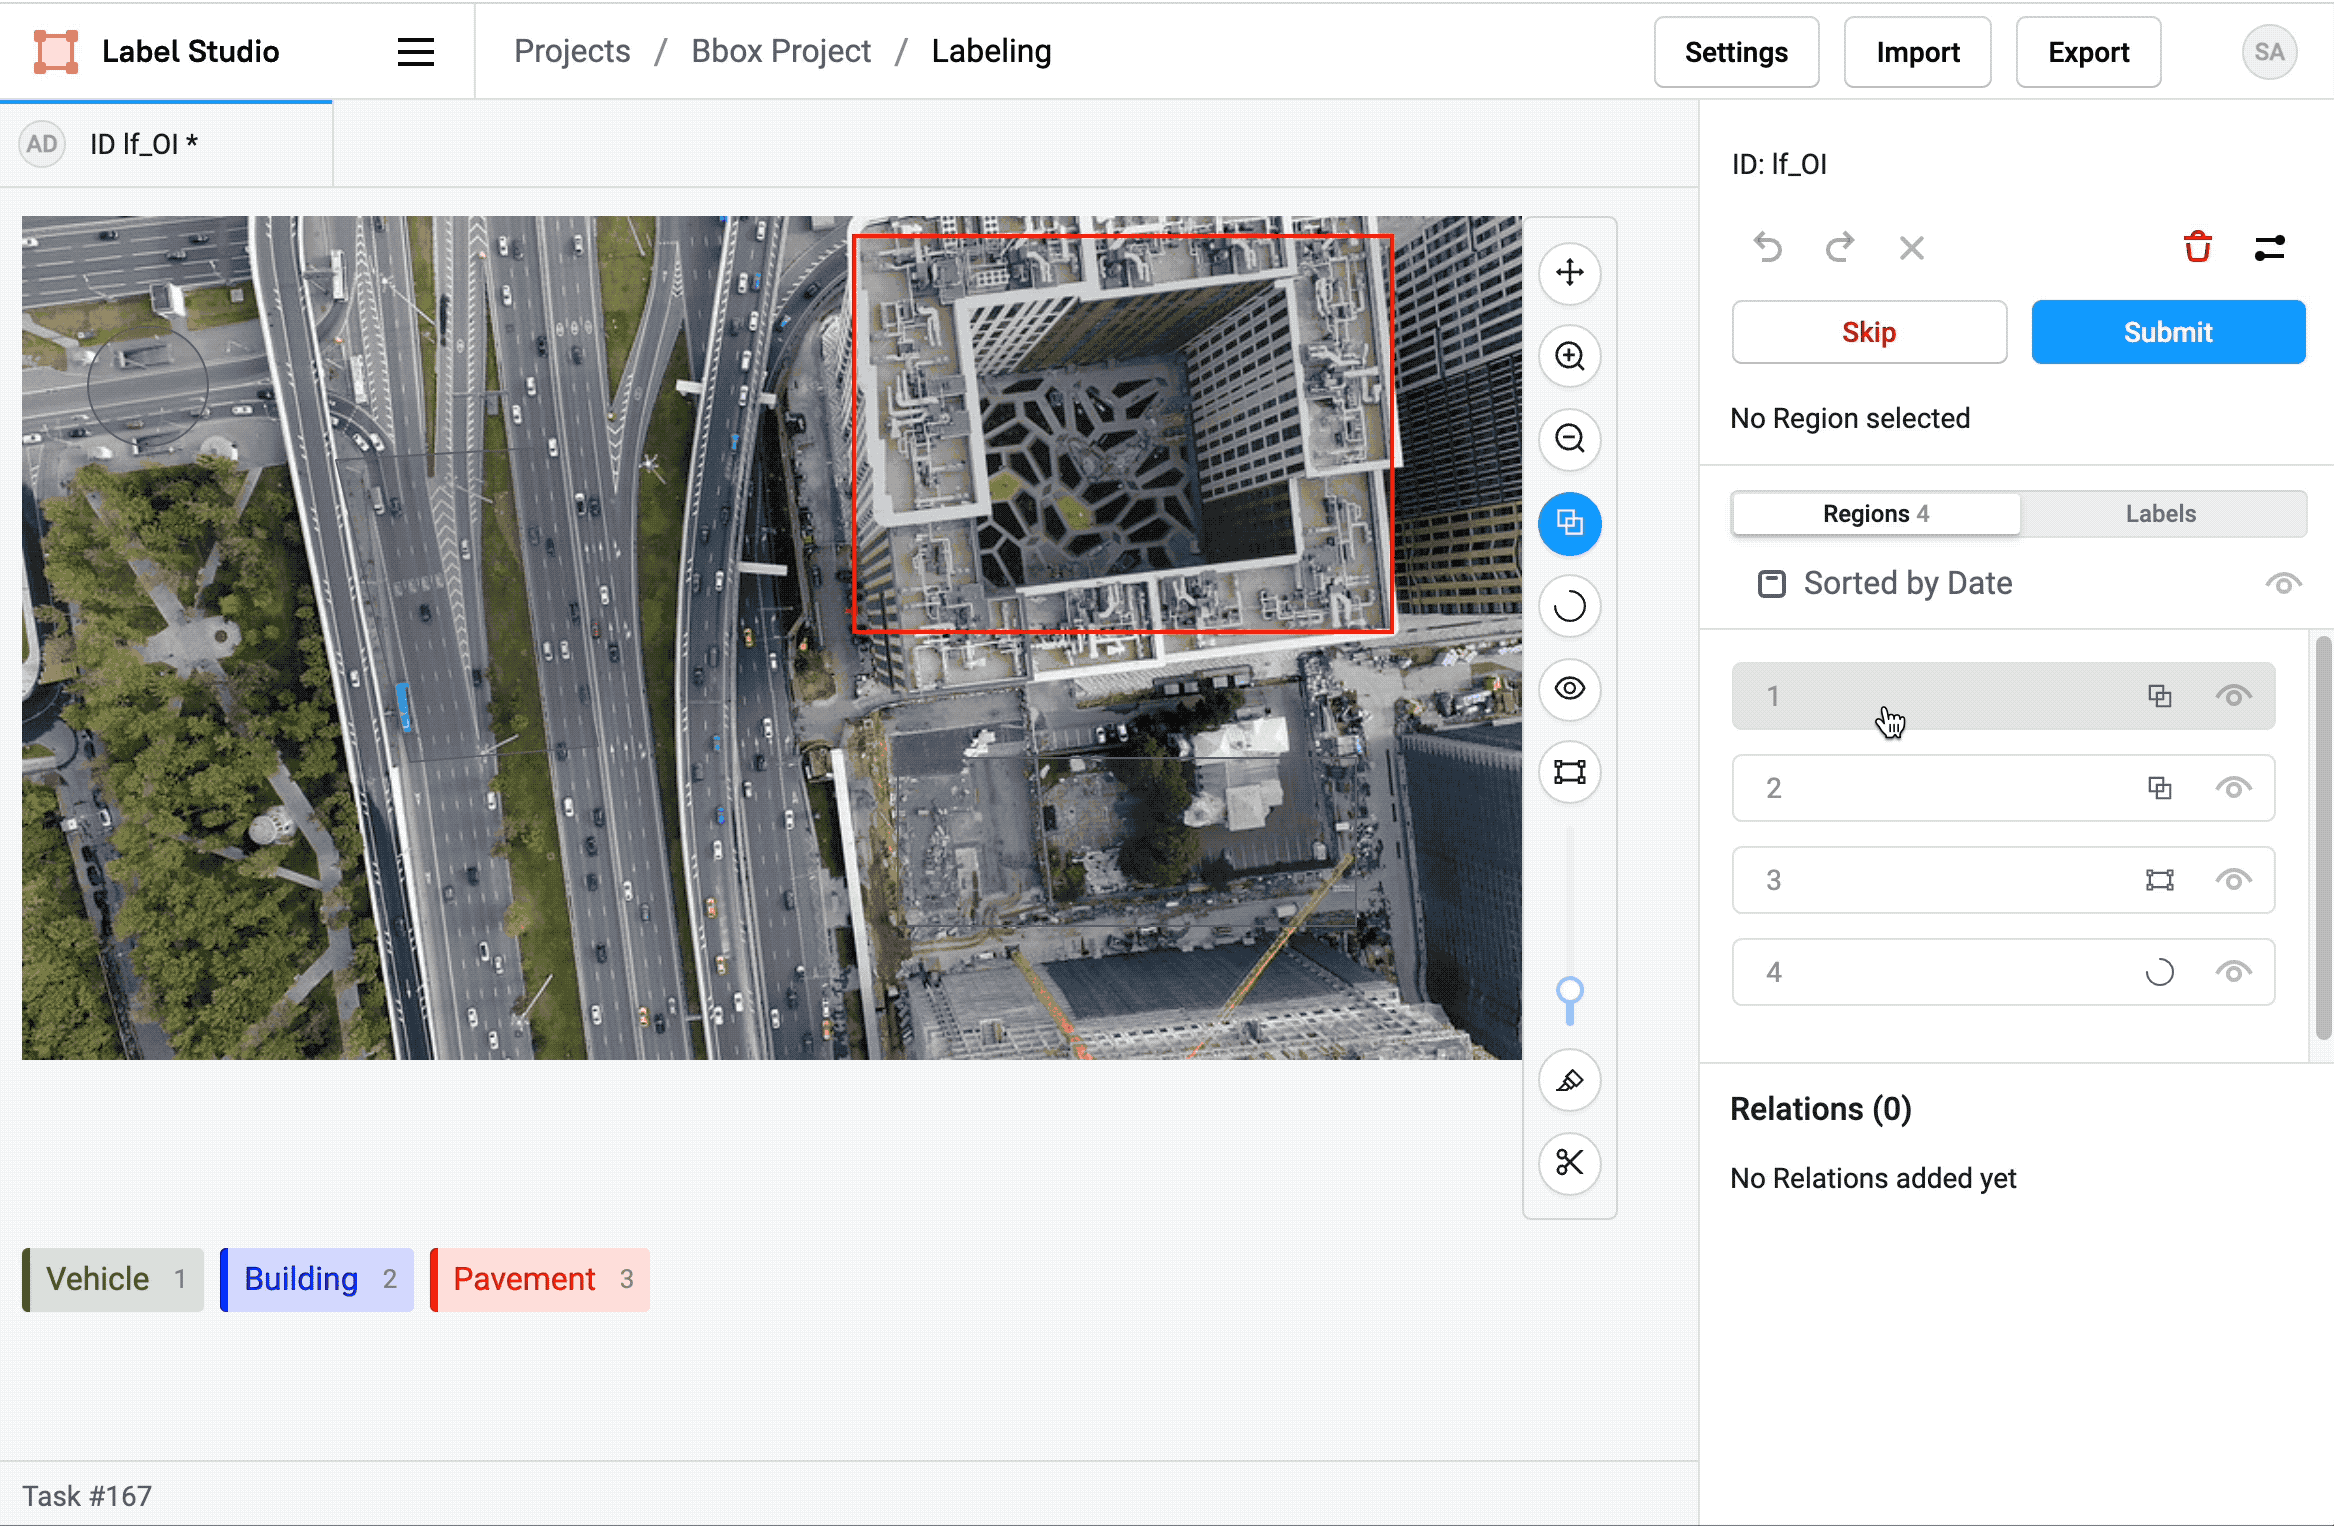 Label Studio
Projects / Bbox Project / Labeling
Settings
Import
Export
SA
AD
ID lf_OI *
ID: lf_OI
Skip
Submit
No Region selected
Regions 4
Labels
Sorted by Date
1
2
3
4
Relations (0)
No Relations added yet
Vehicle 1
Building 2
Pavement 3
Task #167